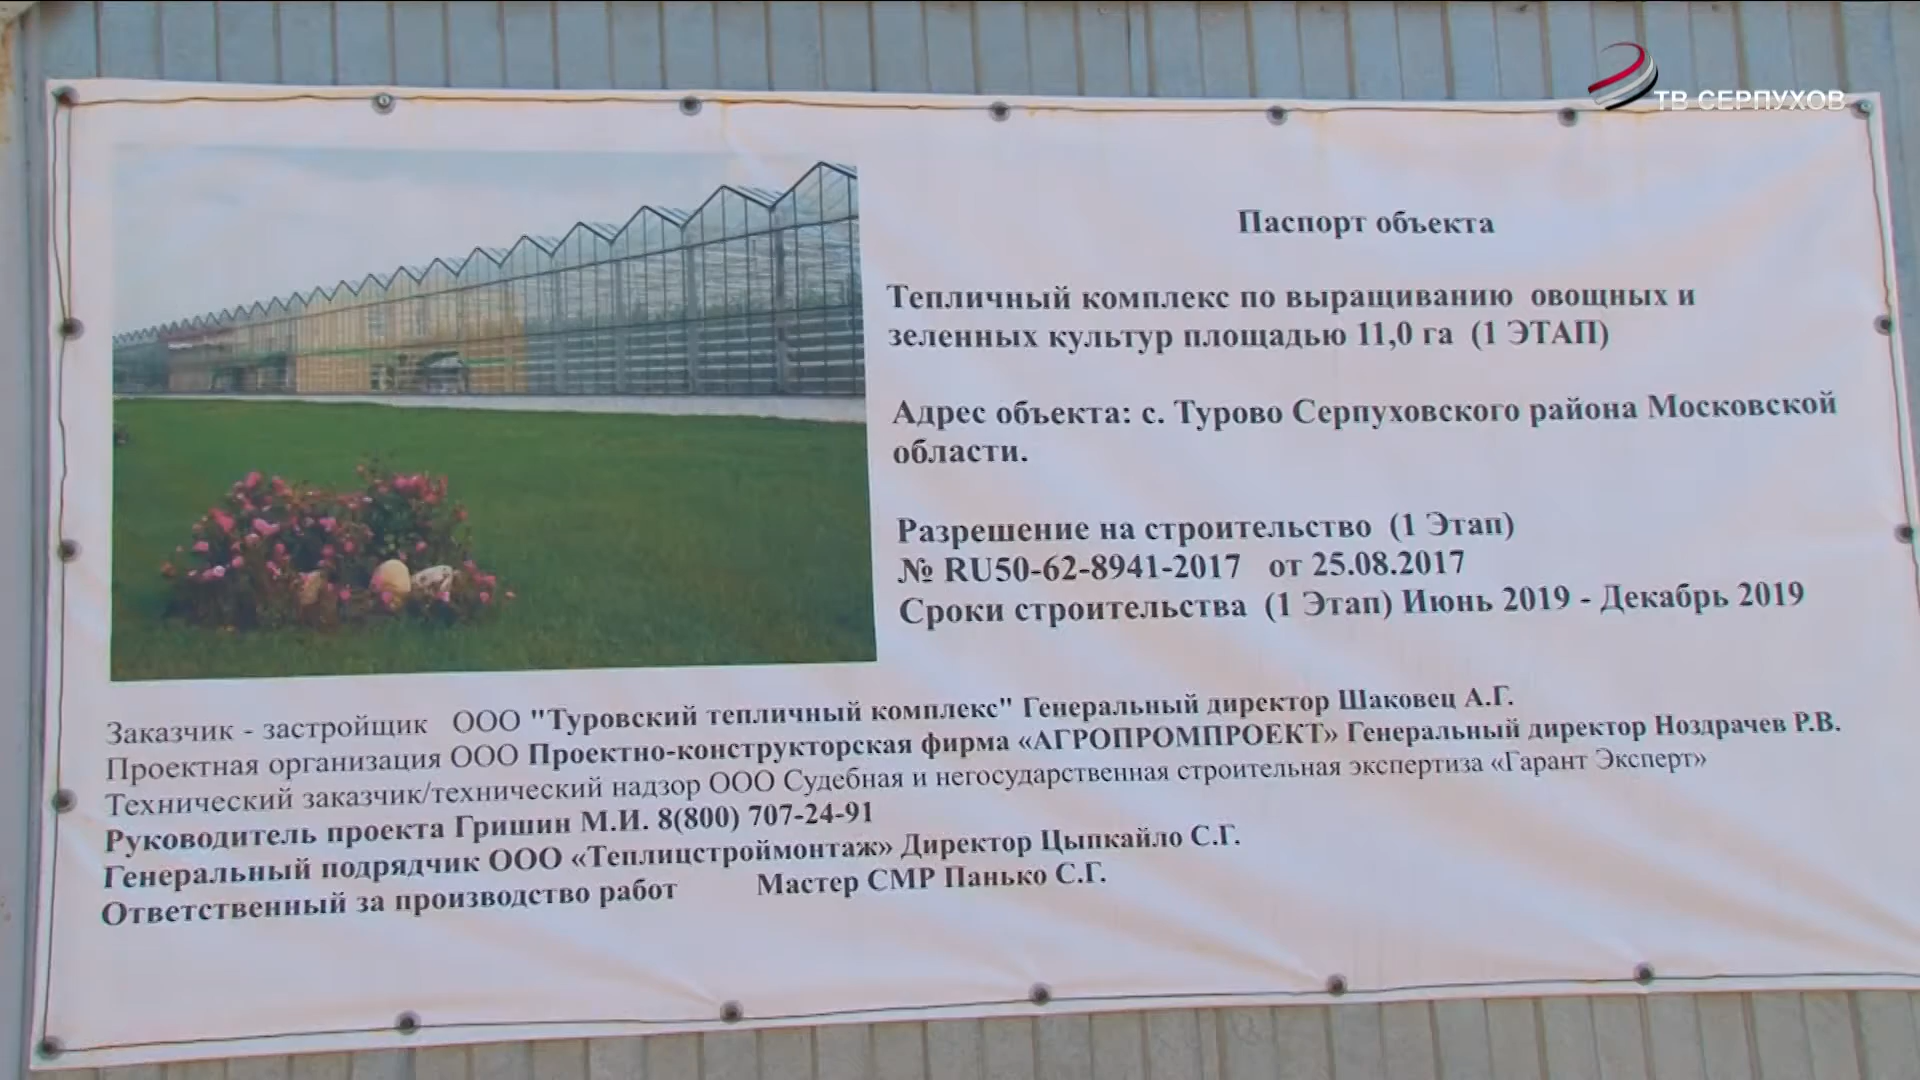 ТВ СЕРПУХОВ
Паспорт объекта
Тепличный комплекс по выращиванию овощных и
зеленных культур площадью 11,0 га (1 ЭТАП)
Адрес объекта: с. Турово Серпуховского района Московской
области.
Разрешение на строительство (1 Этап)
№ RU50-62-8941-2017 от 25.08.2017
Сроки строительства (1 Этап) Июнь 2019 - Декабрь 2019
Заказчик - застройщик ООО "Туровский тепличный комплекс" Генеральный директор Шаковец А.Г.
Проектная организация ООО Проектно-конструкторская фирма «АГРОПРОМПРОЕКТ» Генеральный директор Ноздрачев Р.В.
Технический заказчик/технический надзор ООО Судебная и негосударственная строительная экспертиза «Гарант Эксперт»
Руководитель проекта Гришин М.И. 8(800) 707-24-91
Генеральный подрядчик ООО «Теплицстроймонтаж» Директор Цыпкайло С.Г.
Ответственный за производство работ Мастер СМР Панько С.Г.